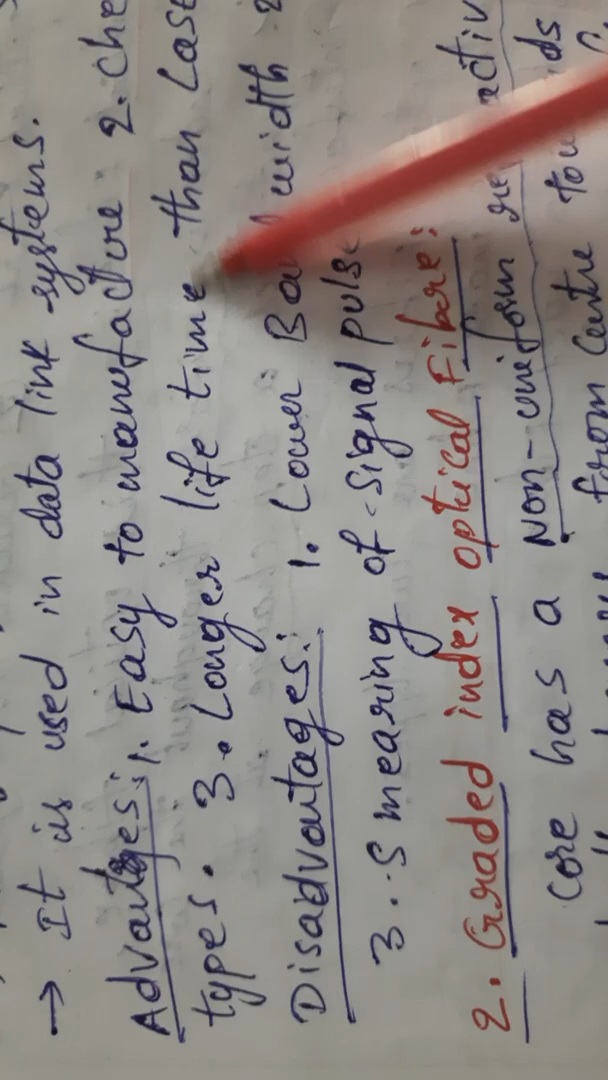 → It is used in data link systems.
Advantages: 1. Easy to manufacture 2. che
types. 3. Longer life time than Lase
Disadvantages: 1. Lower Ba width 2
3. Smearing of signal pulse
2. Graded index optical Fibre:
core has a Non-uniform activ
from centre